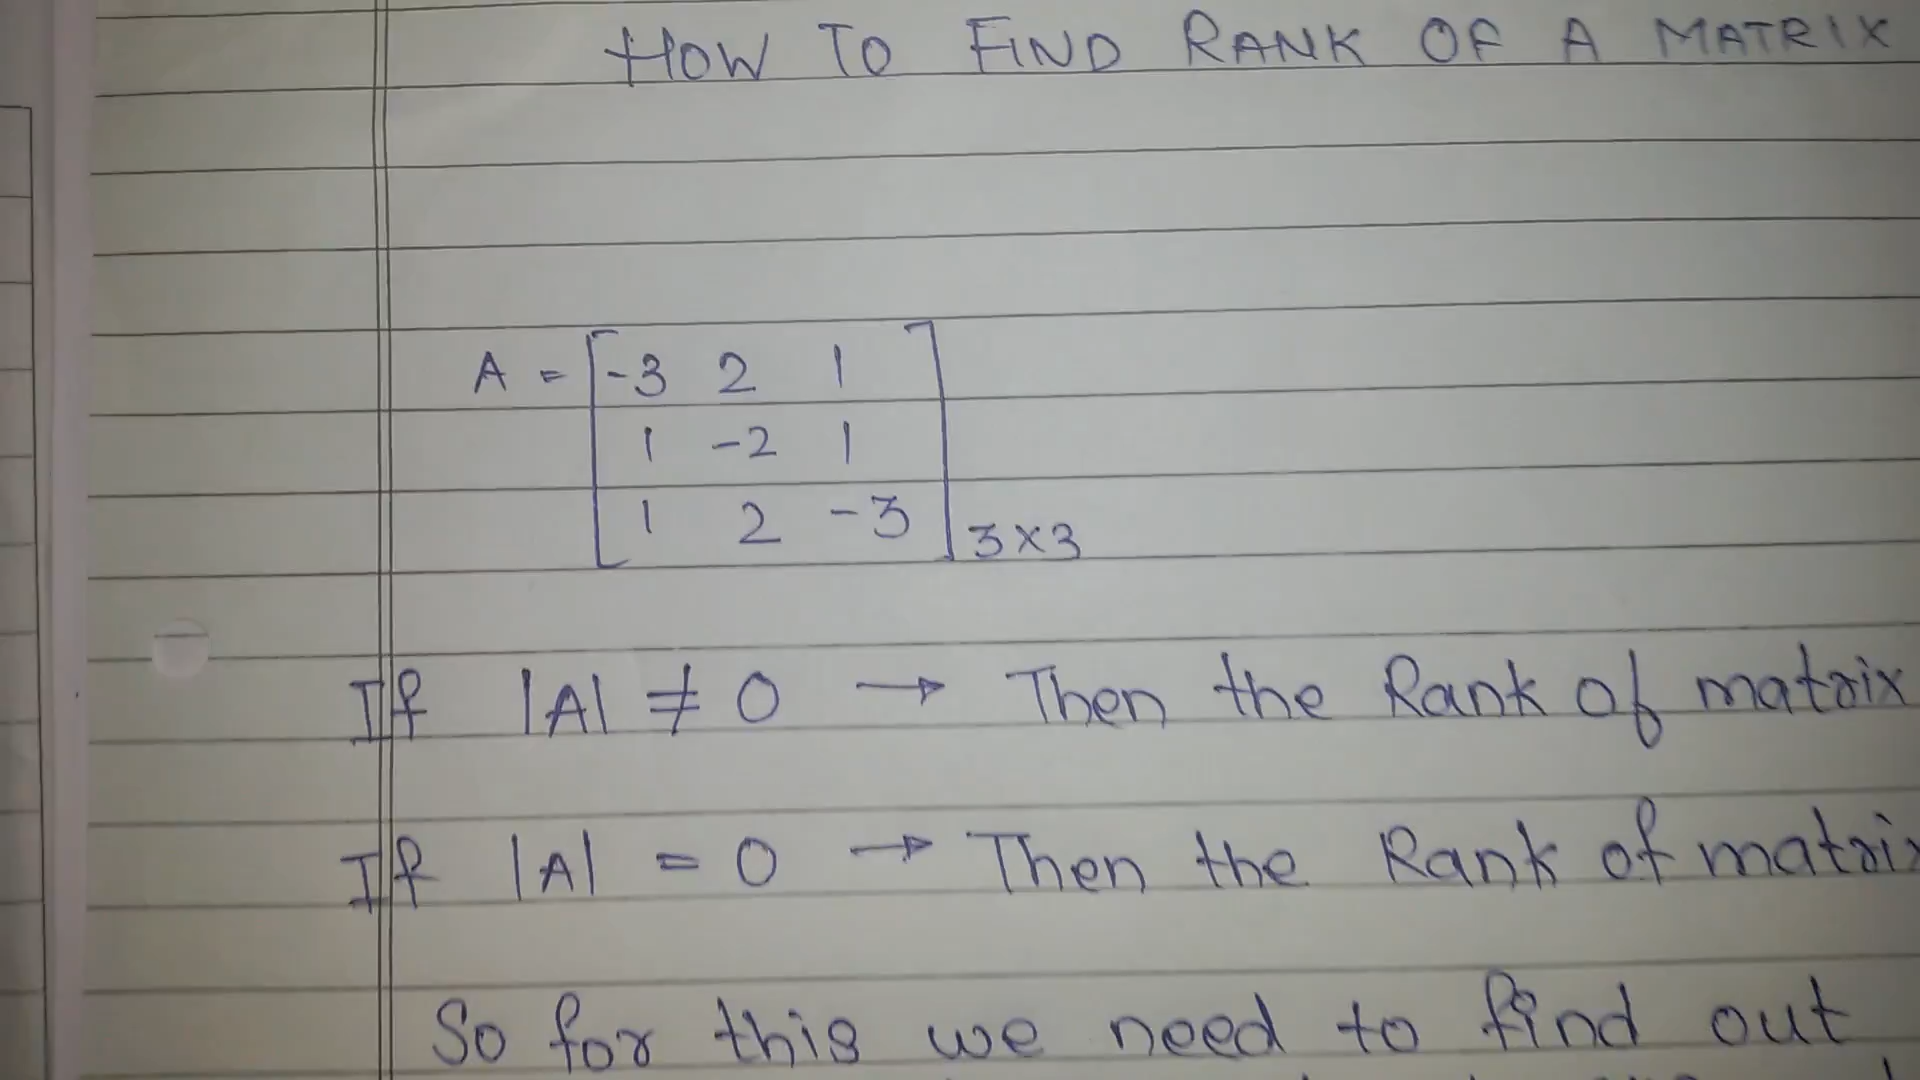 HOW TO FIND RANK OF A MATRIX
A = [-3 2 1
1 -2 1
1 2 -3] 3×3
If |A| ≠ 0 → Then the Rank of matrix
If |A| = 0 → Then the Rank of matrix
So for this we need to find out